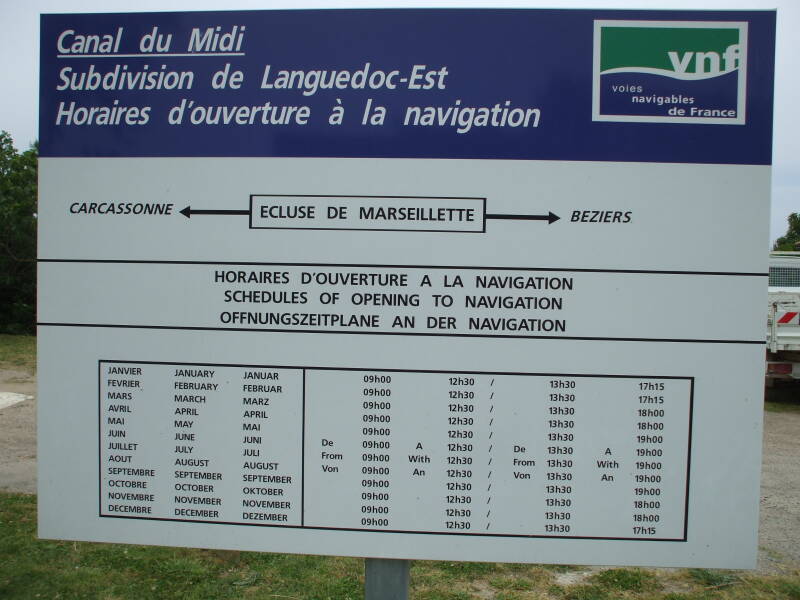 Canal du Midi
Subdivision de Languedoc-Est
Horaires d'ouverture à la navigation
vnf
voies
navigables
de France
CARCASSONNE ECLUSE DE MARSEILLETTE BEZIERS
HORAIRES D'OUVERTURE A LA NAVIGATION
SCHEDULES OF OPENING TO NAVIGATION
OFFNUNGSZEITPLANE AN DER NAVIGATION
JANVIER JANUARY JANUAR 09h00 12h30 / 13h30 17h15
FEVRIER FEBRUARY FEBRUAR 09h00 12h30 / 13h30 17h15
MARS MARCH MARZ 09h00 12h30 / 13h30 18h00
AVRIL APRIL APRIL 09h00 12h30 / 13h30 18h00
MAI MAY MAI 09h00 12h30 / 13h30 19h00
JUIN JUNE JUNI De 09h00 A 12h30 / De 13h30 A 19h00
JUILLET JULY JULI From 09h00 With 12h30 / From 13h30 With 19h00
AOUT AUGUST AUGUST Von 09h00 An 12h30 / Von 13h30 An 19h00
SEPTEMBRE SEPTEMBER SEPTEMBER 09h00 12h30 / 13h30 19h00
OCTOBRE OCTOBER OKTOBER 09h00 12h30 / 13h30 18h00
NOVEMBRE NOVEMBER NOVEMBER 09h00 12h30 / 13h30 18h00
DECEMBRE DECEMBER DEZEMBER 09h00 12h30 / 13h30 17h15